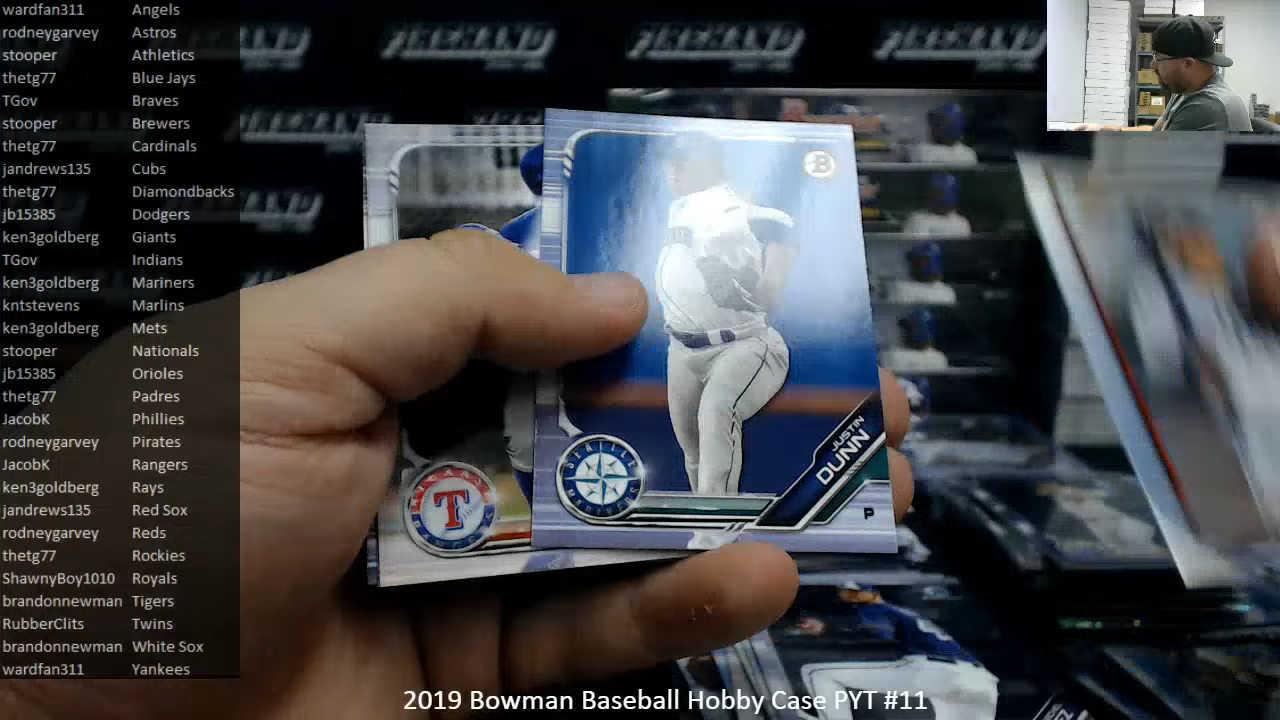 wardfan311 Angels
rodneygarvey Astros
stooper Athletics
thetg77 Blue Jays
TGov Braves
stooper Brewers
thetg77 Cardinals
jandrews135 Cubs
thetg77 Diamondbacks
jb15385 Dodgers
ken3goldberg Giants
TGov Indians
ken3goldberg Mariners
kntstevens Marlins
ken3goldberg Mets
stooper Nationals
jb15385 Orioles
thetg77 Padres
JacobK Phillies
rodneygarvey Pirates
JacobK Rangers
ken3goldberg Rays
jandrews135 Red Sox
rodneygarvey Reds
thetg77 Rockies
ShawnyBoy1010 Royals
brandonnewman Tigers
RubberClits Twins
brandonnewman White Sox
wardfan311 Yankees
B
JUSTIN
DUNN
P
SEATTLE
MARINERS
TEXAS
T
2019 Bowman Baseball Hobby Case PYT #11